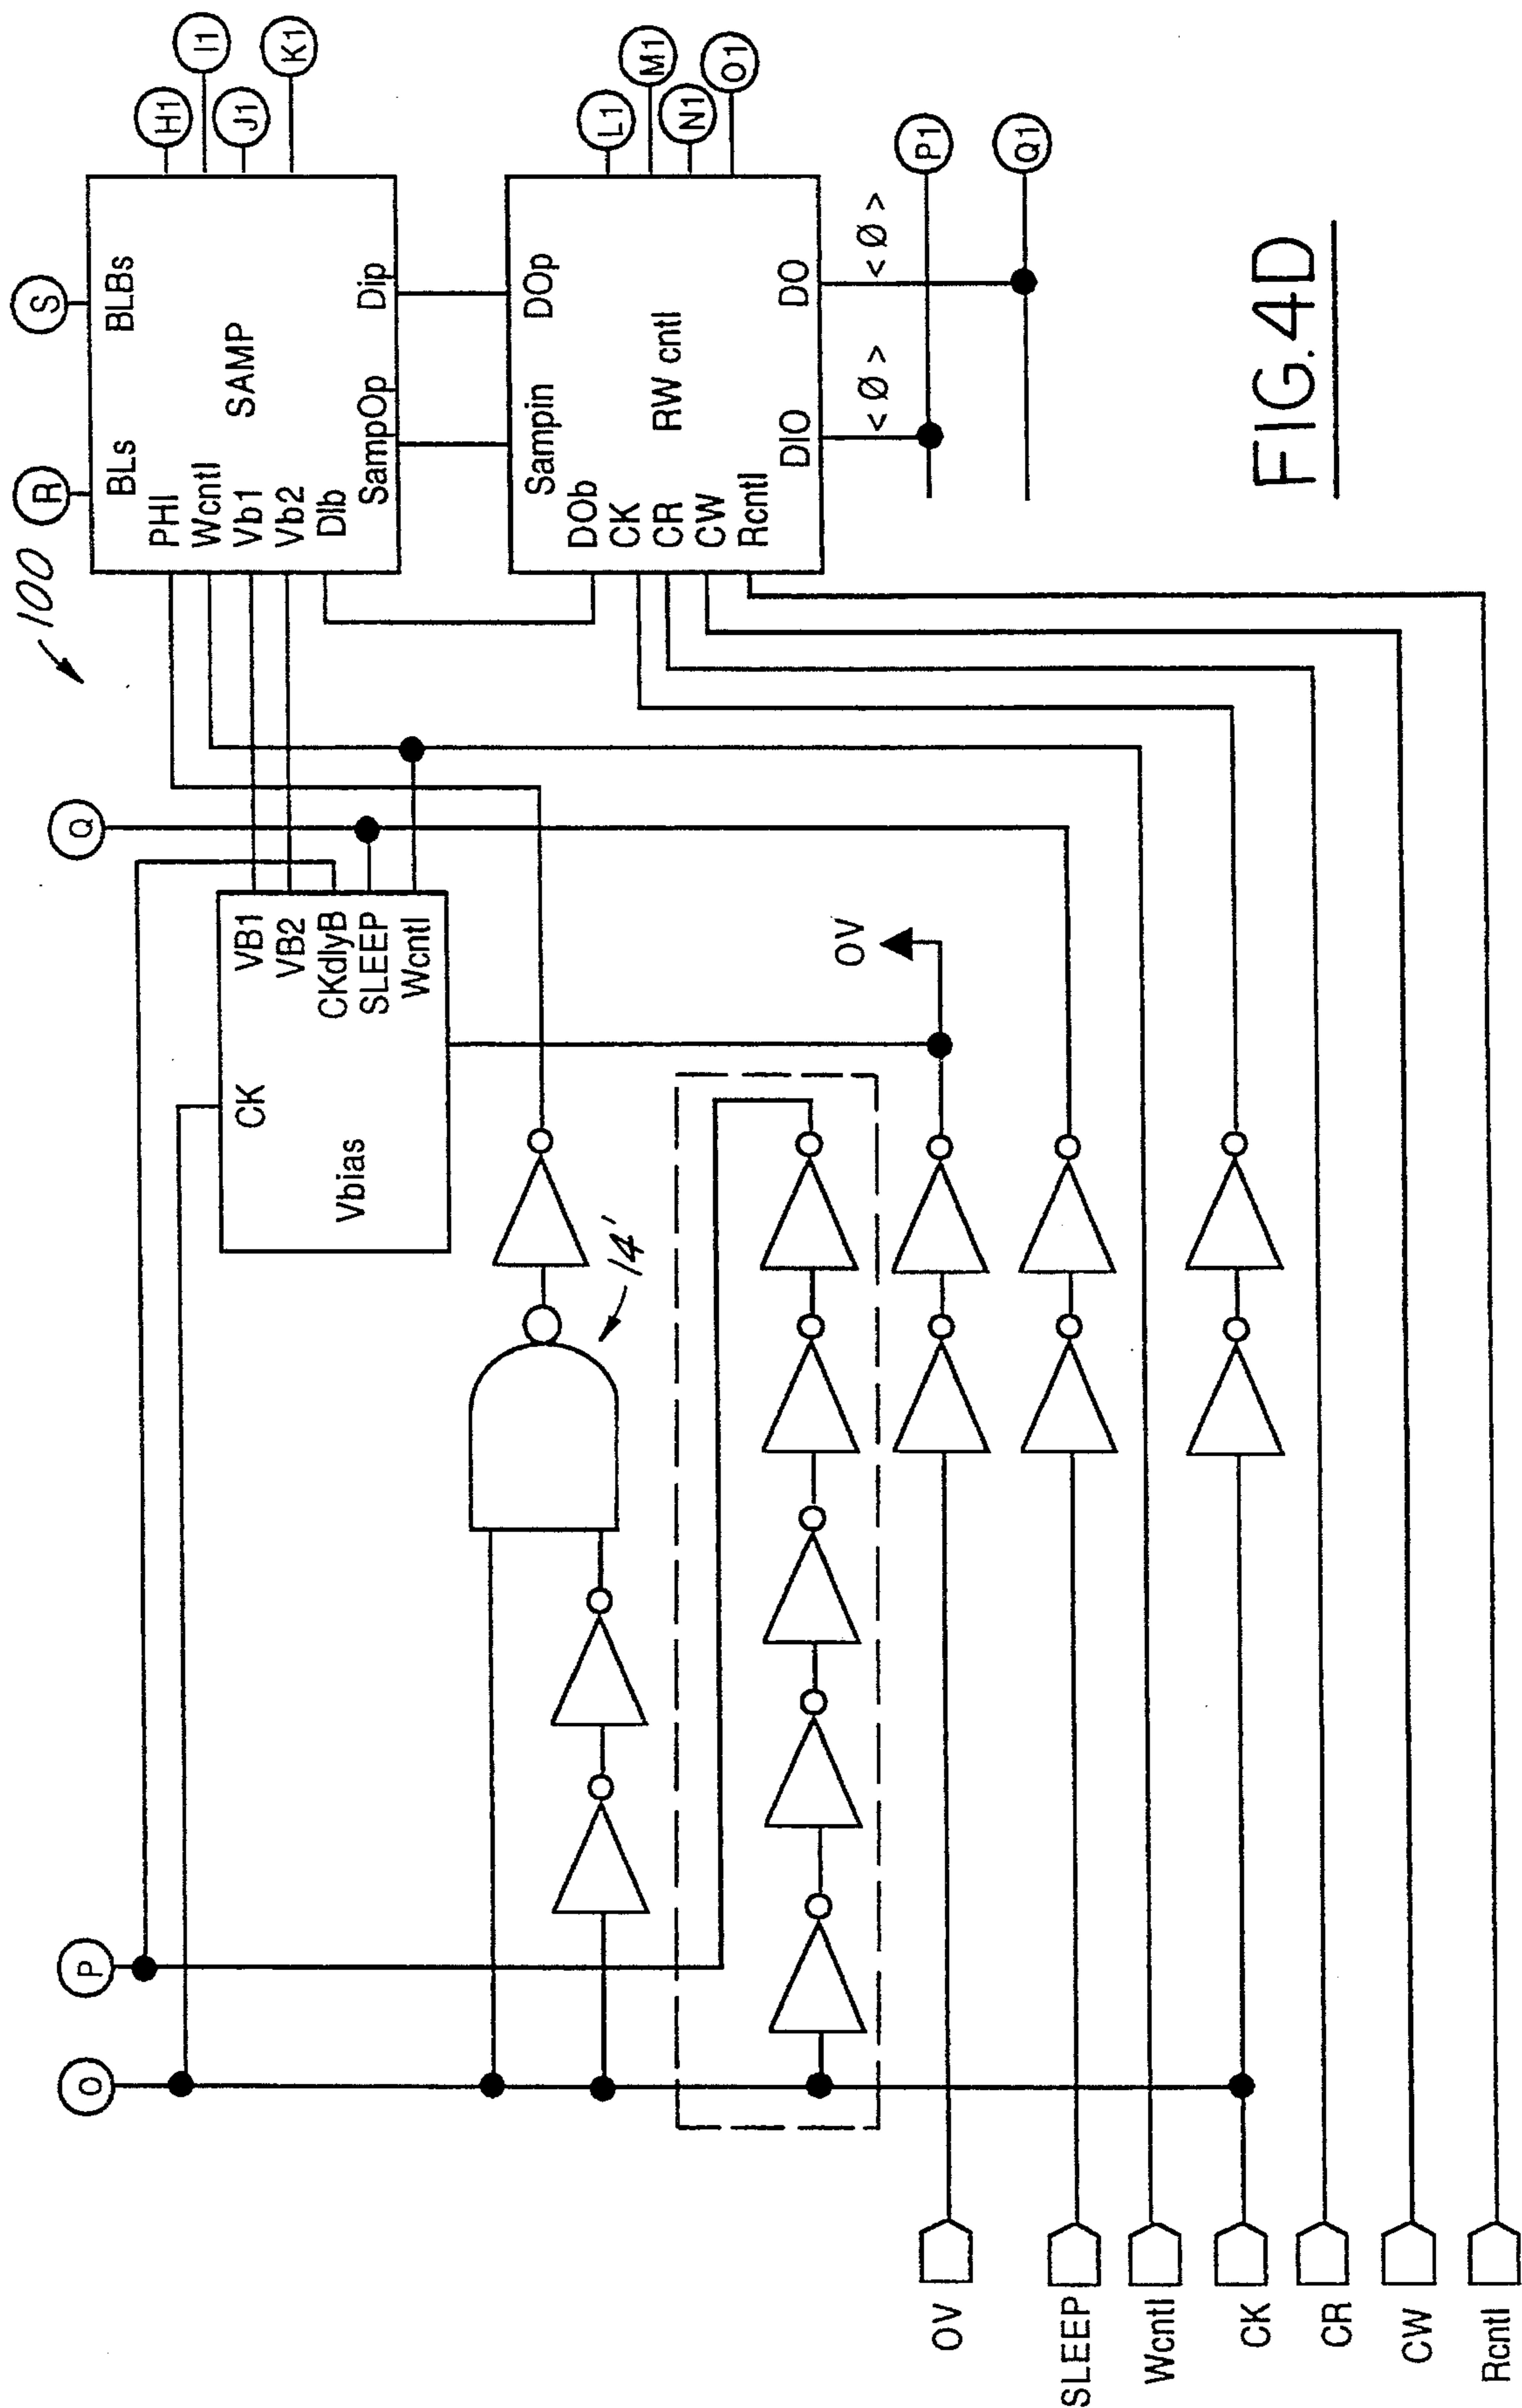 100
R
S
BLs
BLBs
PHI
Wcntl
Vb1
Vb2
DIb
SAMP
SampOp
Dip
H1
I1
J1
K1
Sampin
DOp
DOb
CK
CR
CW
Rcntl
RW cntl
DIO
DO
L1
M1
N1
O1
< Ø >
< Ø >
P1
Q1
O
P
Q
CK
Vbias
VB1
VB2
CKdlyB
SLEEP
Wcntl
14'
OV
OV
SLEEP
Wcntl
CK
CR
CW
Rcntl
FIG. 4D